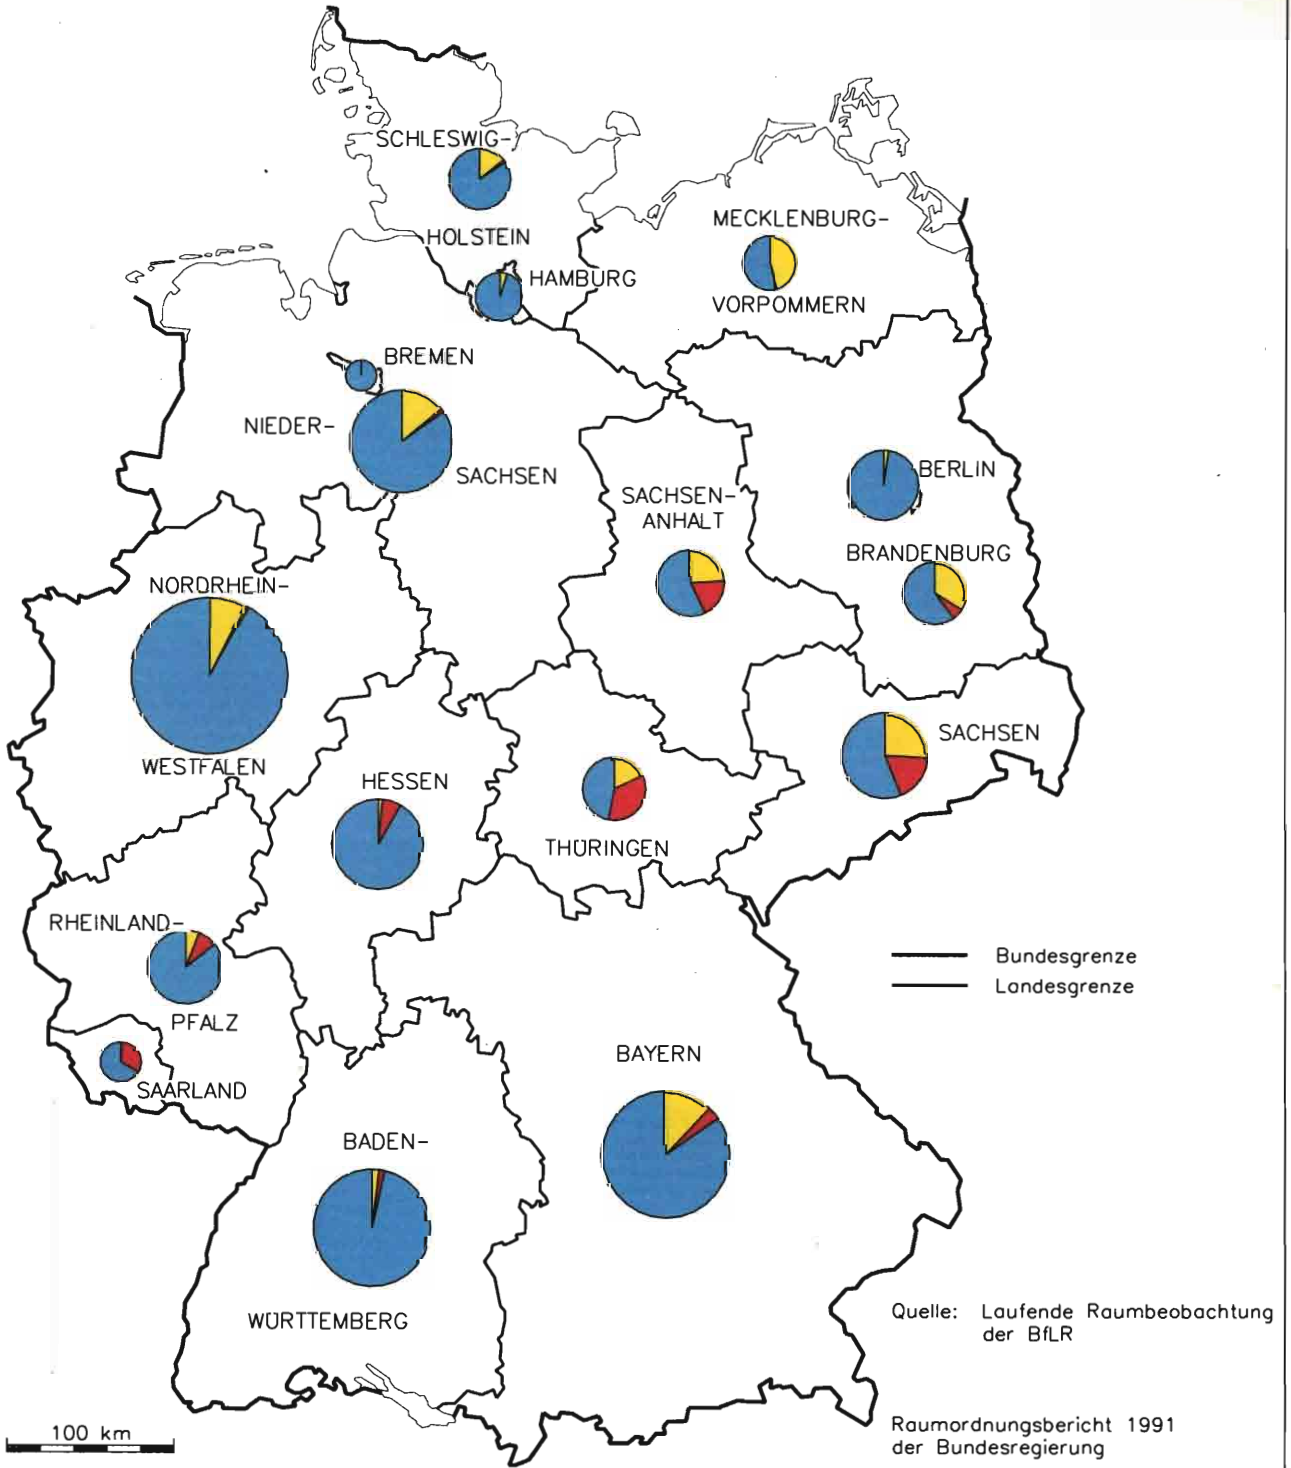 SCHLESWIG-
HOLSTEIN
HAMBURG
MECKLENBURG-
VORPOMMERN
BREMEN
NIEDER-
SACHSEN
BERLIN
SACHSEN-
ANHALT
BRANDENBURG
NORDRHEIN-
WESTFALEN
SACHSEN
HESSEN
THÜRINGEN
RHEINLAND-
PFALZ
SAARLAND
Bundesgrenze
Landesgrenze
BAYERN
BADEN-
WÜRTTEMBERG
Quelle: Laufende Raumbeobachtung
der BfLR
100 km
Raumordnungsbericht 1991
der Bundesregierung